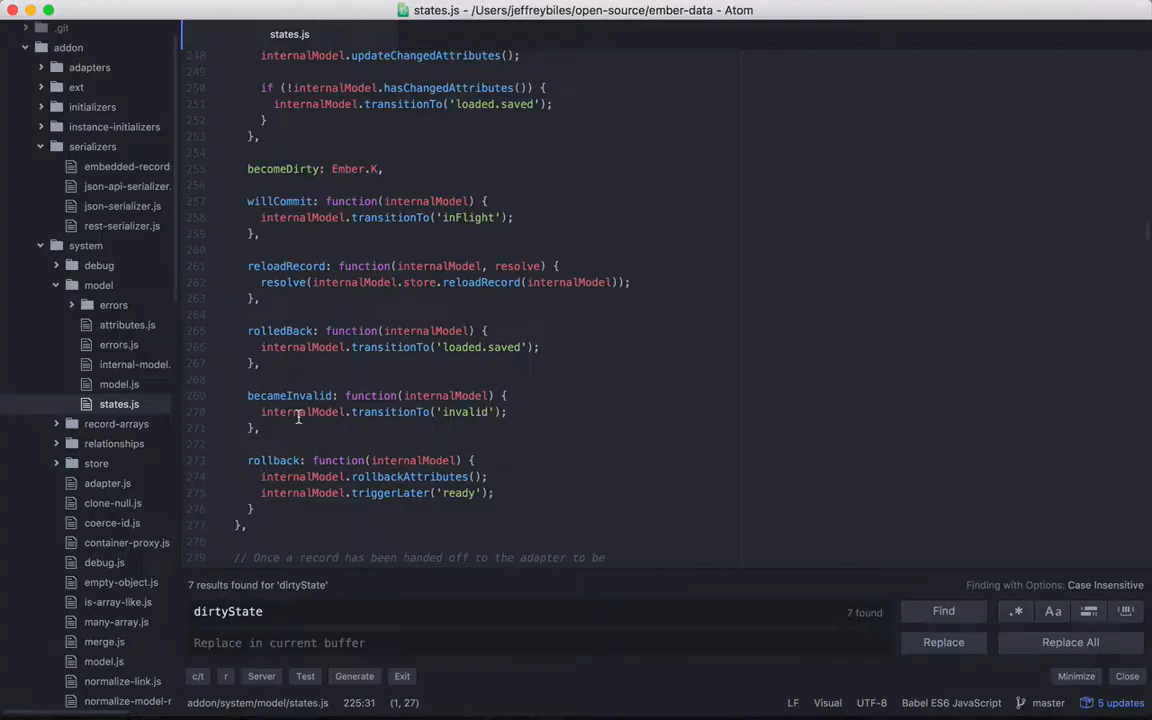 states.js - /Users/jeffreybiles/open-source/ember-data - Atom
.git
addon
adapters
ext
initializers
instance-initializers
serializers
embedded-record
json-api-serializer.
json-serializer.js
rest-serializer.js
system
debug
model
errors
attributes.js
errors.js
internal-model.
model.js
states.js
record-arrays
relationships
store
adapter.js
clone-null.js
coerce-id.js
container-proxy.js
debug.js
empty-object.js
is-array-like.js
many-array.js
merge.js
model.js
normalize-link.js
normalize-model-n
states.js
248 internalModel.updateChangedAttributes();
249
250 if (!internalModel.hasChangedAttributes()) {
251 internalModel.transitionTo('loaded.saved');
252 }
253 },
254
255 becomeDirty: Ember.K,
256
257 willCommit: function(internalModel) {
258 internalModel.transitionTo('inFlight');
259 },
260
261 reloadRecord: function(internalModel, resolve) {
262 resolve(internalModel.store.reloadRecord(internalModel));
263 },
264
265 rolledBack: function(internalModel) {
266 internalModel.transitionTo('loaded.saved');
267 },
268
269 becameInvalid: function(internalModel) {
270 internalModel.transitionTo('invalid');
271 },
272
273 rollback: function(internalModel) {
274 internalModel.rollbackAttributes();
275 internalModel.triggerLater('ready');
276 }
277 },
278
279 // Once a record has been handed off to the adapter to be
7 results found for 'dirtyState'
Finding with Options: Case Insensitive
dirtyState
7 found
Find
.*
Aa
Replace in current buffer
Replace
Replace All
c/t
r
Server
Test
Generate
Exit
Minimize
Close
addon/system/model/states.js 225:31 (1, 27)
LF Visual UTF-8 Babel ES6 JavaScript master 5 updates